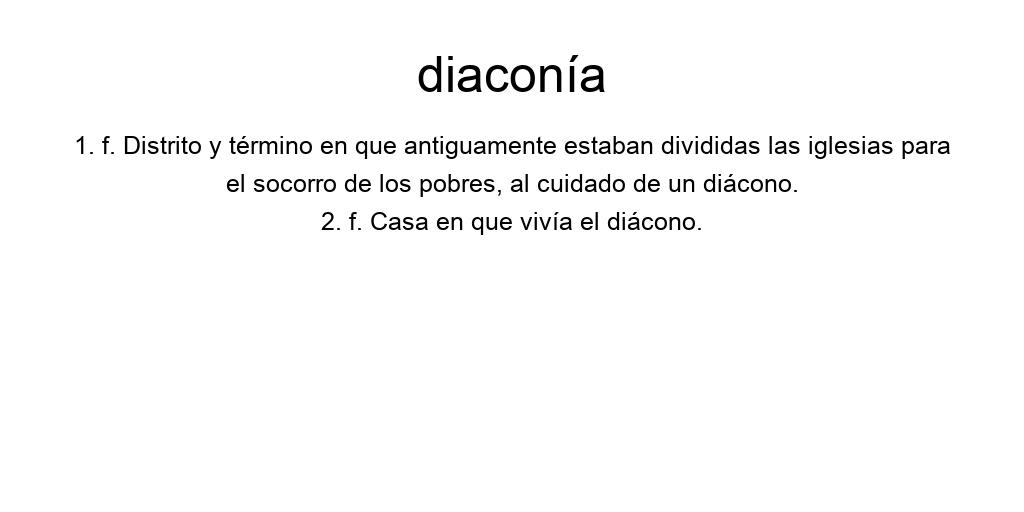 diaconía
1. f. Distrito y término en que antiguamente estaban divididas las iglesias para
el socorro de los pobres, al cuidado de un diácono.
2. f. Casa en que vivía el diácono.